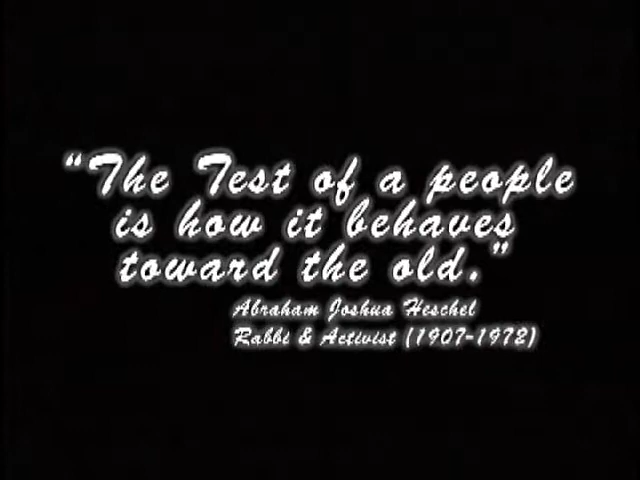 “The Test of a people
is how it behaves
toward the old.”
Abraham Joshua Heschel
Rabbi & Activist (1907-1972)